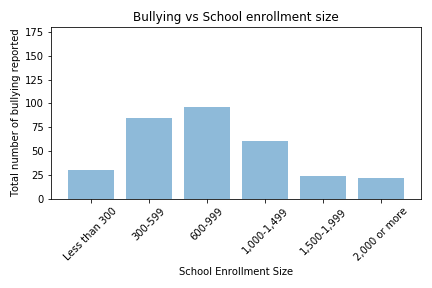 Bullying vs School enrollment size
Total number of bullying reported
175
150
125
100
75
50
25
0
Less than 300
300-599
600-999
1,000-1,499
1,500-1,999
2,000 or more
School Enrollment Size